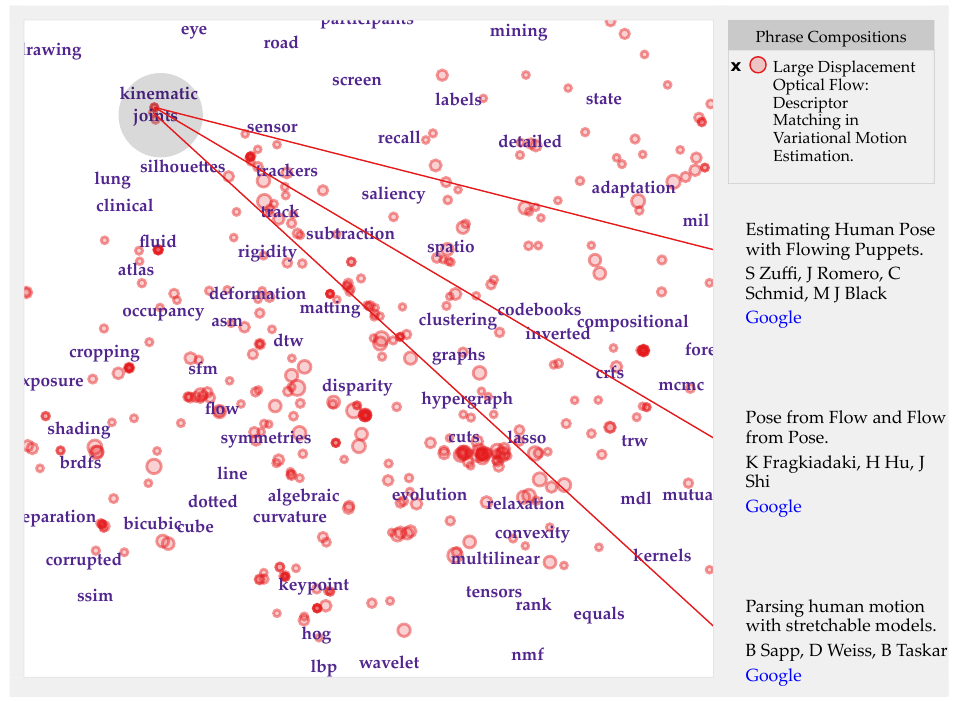 participants
eye
mining
road
rawing
screen
kinematic
labels
state
joints
sensor
recall
detailed
silhouettes
trackers
lung
adaptation
saliency
clinical
track
mil
subtraction
fluid
spatio
rigidity
atlas
deformation
matting
occupancy
codebooks
asm
clustering
compositional
inverted
dtw
cropping
graphs
fore
sfm
crfs
xposure
disparity
mcmc
hypergraph
flow
shading
symmetries
cuts
lasso
trw
brdfs
line
algebraic
evolution
dotted
relaxation
mdl
mutua
eparation
curvature
bicubic
cube
convexity
corrupted
multilinear
kernels
keypoint
ssim
tensors
rank
equals
hog
nmf
lbp
wavelet
Phrase Compositions
x Large Displacement
Optical Flow:
Descriptor
Matching in
Variational Motion
Estimation.
Estimating Human Pose
with Flowing Puppets.
S Zuffi, J Romero, C
Schmid, M J Black
Google
Pose from Flow and Flow
from Pose.
K Fragkiadaki, H Hu, J
Shi
Google
Parsing human motion
with stretchable models.
B Sapp, D Weiss, B Taskar
Google